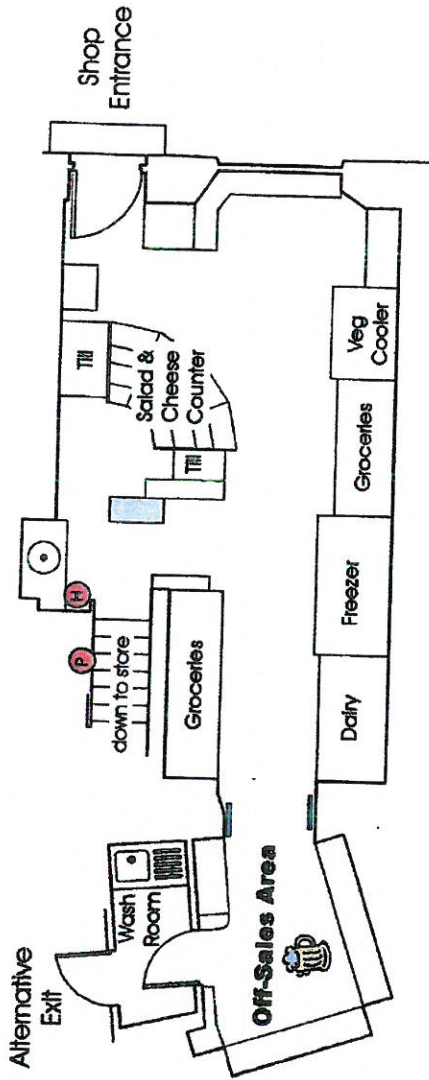 Alternative
Exit
Shop
Entrance
Till
Salad &
Cheese
Counter
Till
H
P
down to store
Groceries
Wash
Room
Off-Sales Area
Dairy
Freezer
Groceries
Veg
Cooler